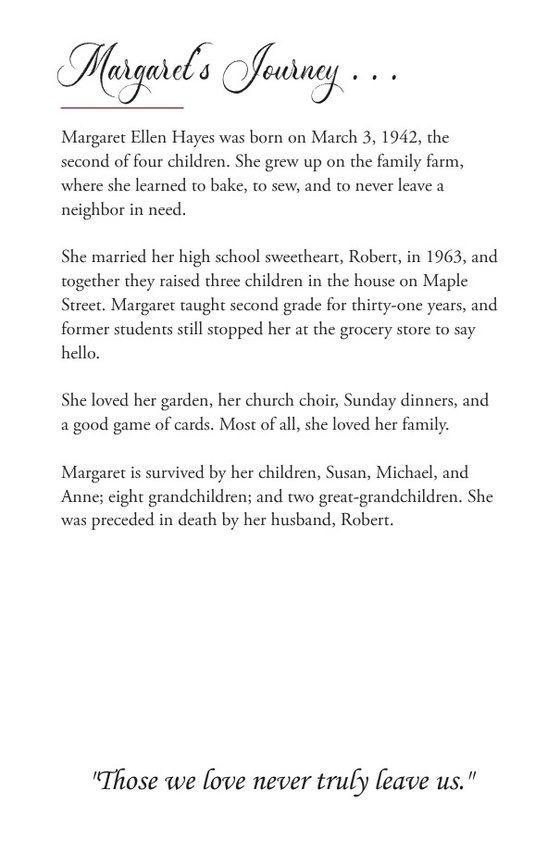 Margaret's Journey . . .
Margaret Ellen Hayes was born on March 3, 1942, the
second of four children. She grew up on the family farm,
where she learned to bake, to sew, and to never leave a
neighbor in need.
She married her high school sweetheart, Robert, in 1963, and
together they raised three children in the house on Maple
Street. Margaret taught second grade for thirty-one years, and
former students still stopped her at the grocery store to say
hello.
She loved her garden, her church choir, Sunday dinners, and
a good game of cards. Most of all, she loved her family.
Margaret is survived by her children, Susan, Michael, and
Anne; eight grandchildren; and two great-grandchildren. She
was preceded in death by her husband, Robert.
"Those we love never truly leave us."